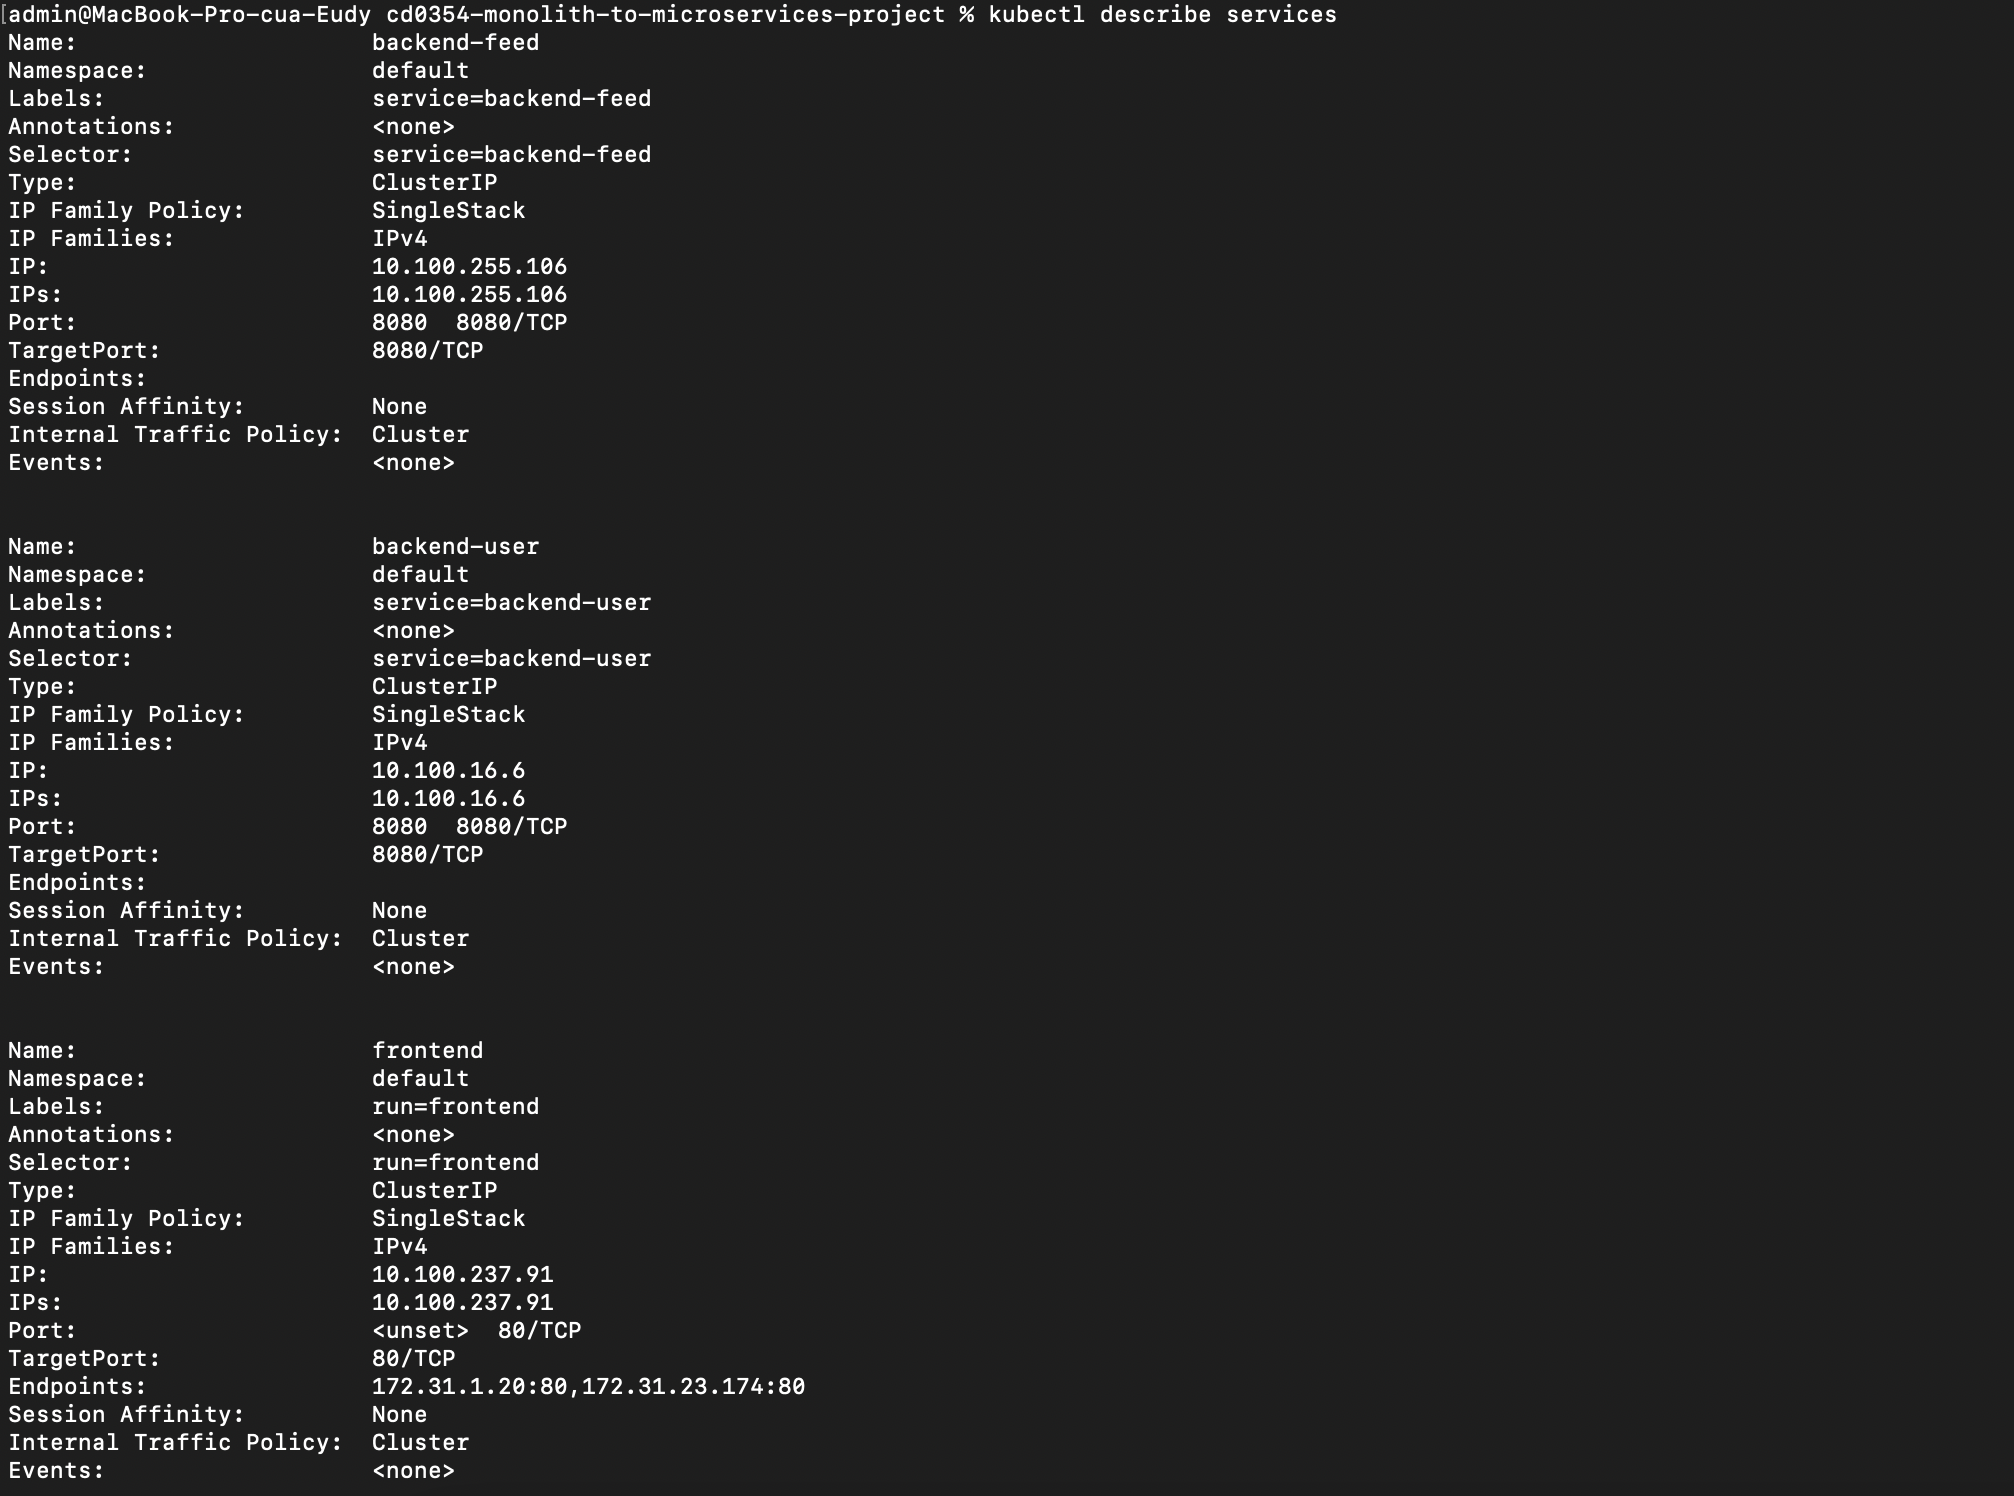 [admin@MacBook-Pro-cua-Eudy cd0354-monolith-to-microservices-project % kubectl describe services
Name:                     backend-feed
Namespace:                default
Labels:                   service=backend-feed
Annotations:              <none>
Selector:                 service=backend-feed
Type:                     ClusterIP
IP Family Policy:         SingleStack
IP Families:              IPv4
IP:                       10.100.255.106
IPs:                      10.100.255.106
Port:                     8080  8080/TCP
TargetPort:               8080/TCP
Endpoints:
Session Affinity:         None
Internal Traffic Policy:  Cluster
Events:                   <none>
Name:                     backend-user
Namespace:                default
Labels:                   service=backend-user
Annotations:              <none>
Selector:                 service=backend-user
Type:                     ClusterIP
IP Family Policy:         SingleStack
IP Families:              IPv4
IP:                       10.100.16.6
IPs:                      10.100.16.6
Port:                     8080  8080/TCP
TargetPort:               8080/TCP
Endpoints:
Session Affinity:         None
Internal Traffic Policy:  Cluster
Events:                   <none>
Name:                     frontend
Namespace:                default
Labels:                   run=frontend
Annotations:              <none>
Selector:                 run=frontend
Type:                     ClusterIP
IP Family Policy:         SingleStack
IP Families:              IPv4
IP:                       10.100.237.91
IPs:                      10.100.237.91
Port:                     <unset>  80/TCP
TargetPort:               80/TCP
Endpoints:                172.31.1.20:80,172.31.23.174:80
Session Affinity:         None
Internal Traffic Policy:  Cluster
Events:                   <none>